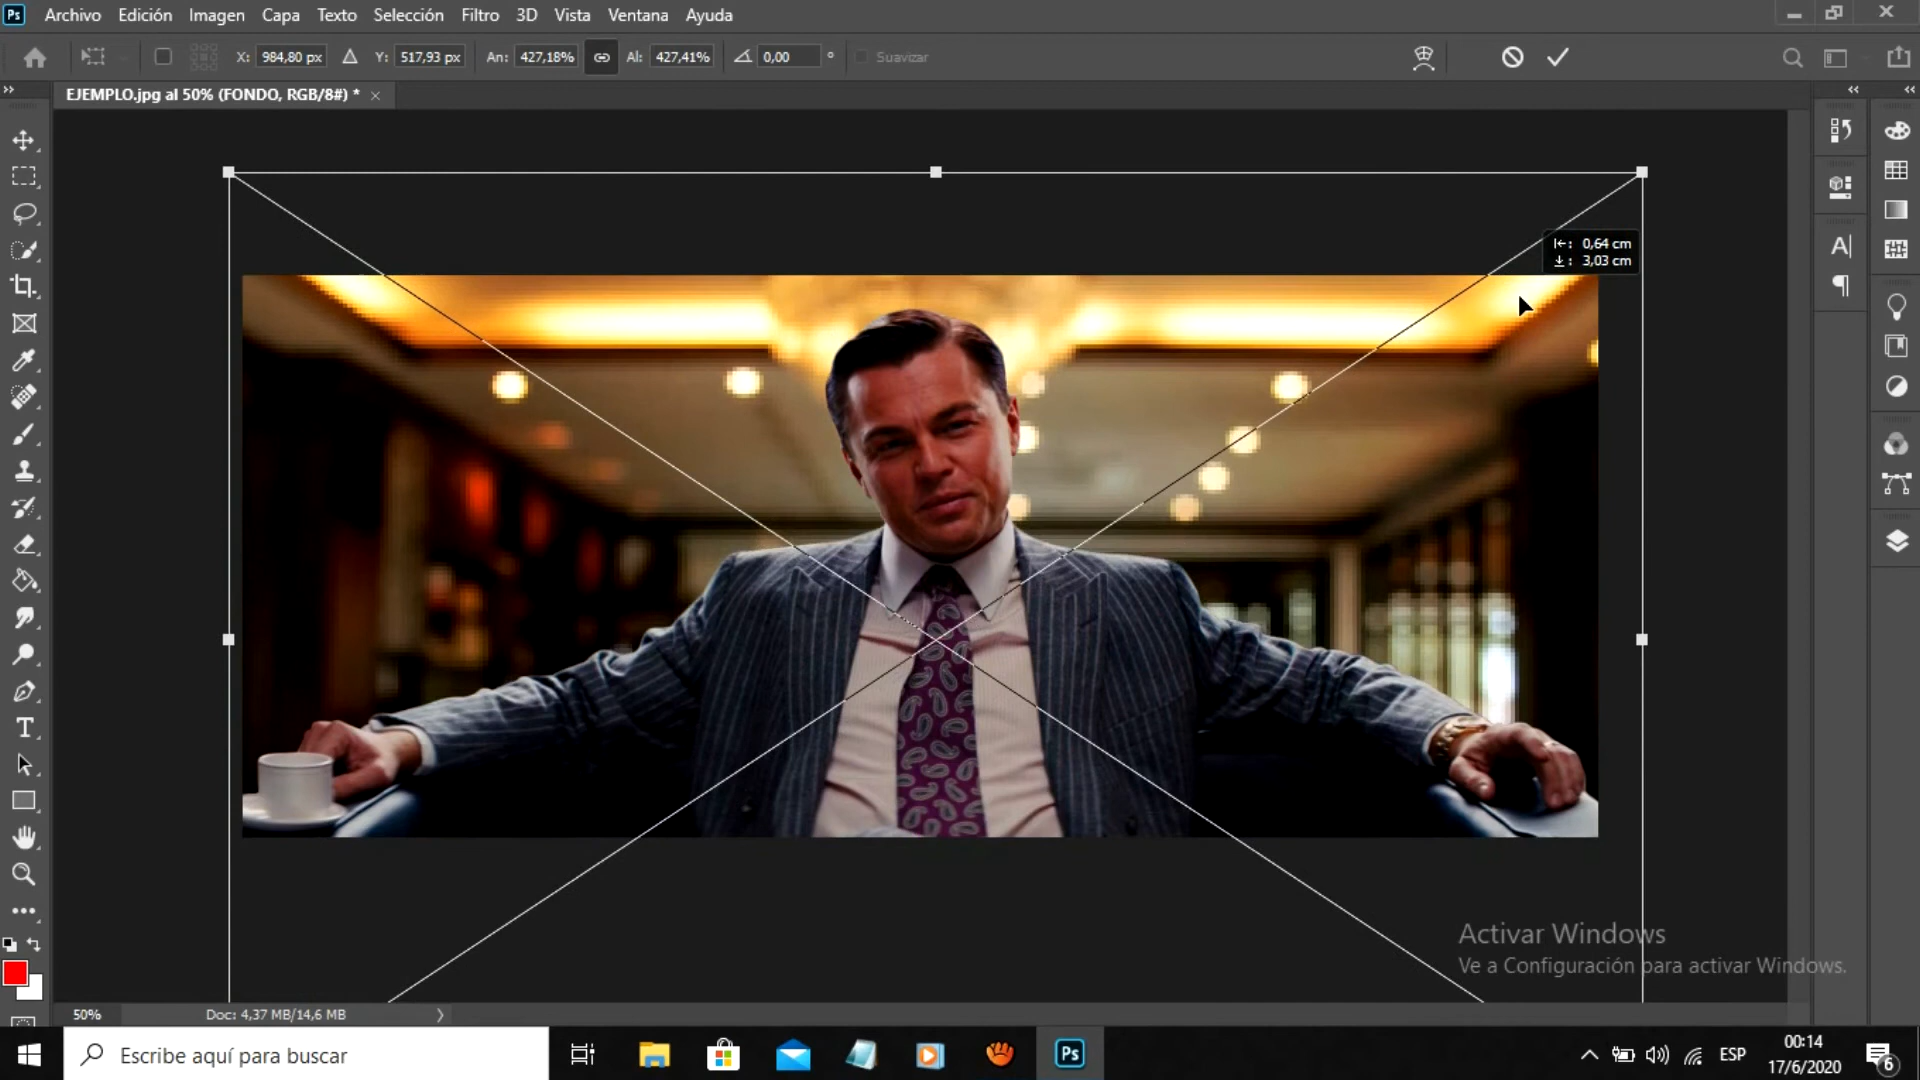 Ps Archivo Edición Imagen Capa Texto Selección Filtro 3D Vista Ventana Ayuda
X: 984,80 px Y: 517,93 px An: 427,18% Al: 427,41% 0,00 ° Suavizar
EJEMPLO.jpg al 50% (FONDO, RGB/8#) *
0,64 cm
3,03 cm
Activar Windows
Ve a Configuración para activar Windows.
50% Doc: 4,37 MB/14,6 MB
Escribe aquí para buscar
Ps
ESP
00:14
17/6/2020
6